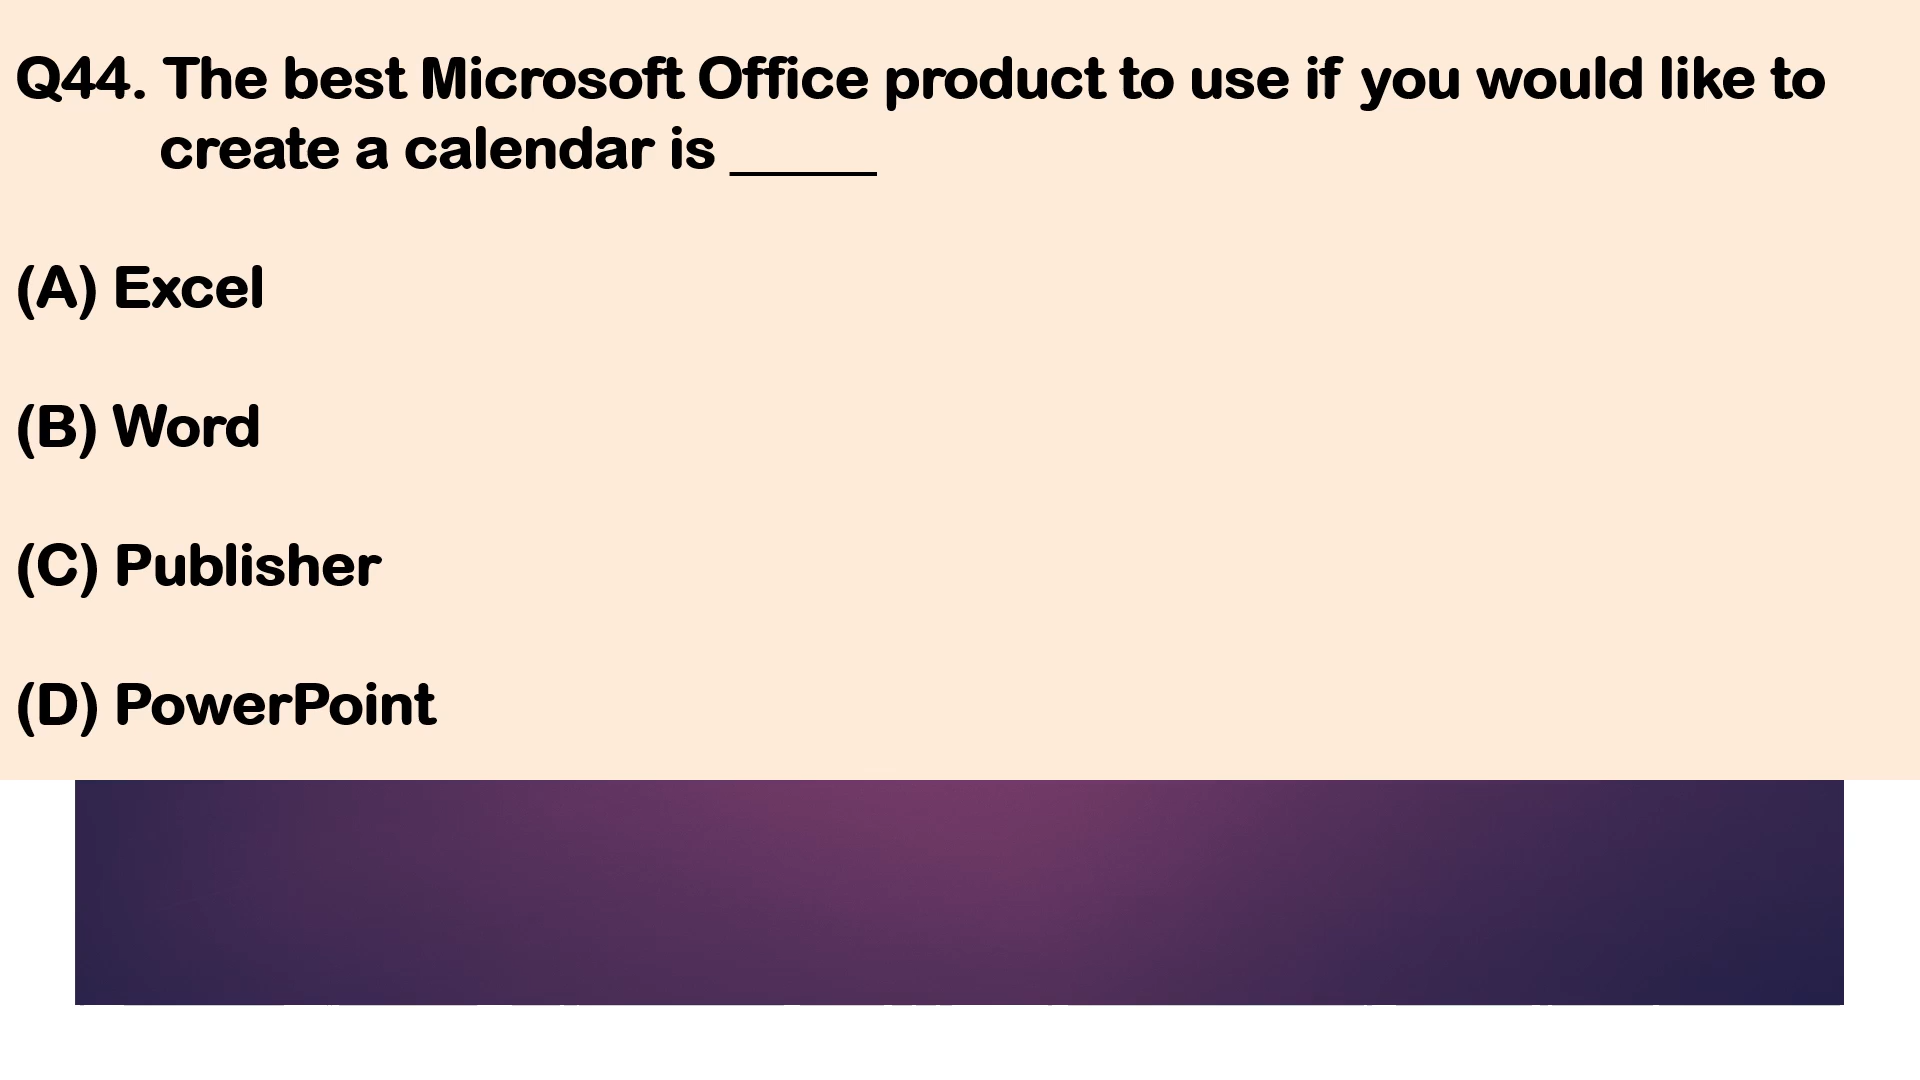 Q44. The best Microsoft Office product to use if you would like to
create a calendar is _____
(A) Excel
(B) Word
(C) Publisher
(D) PowerPoint